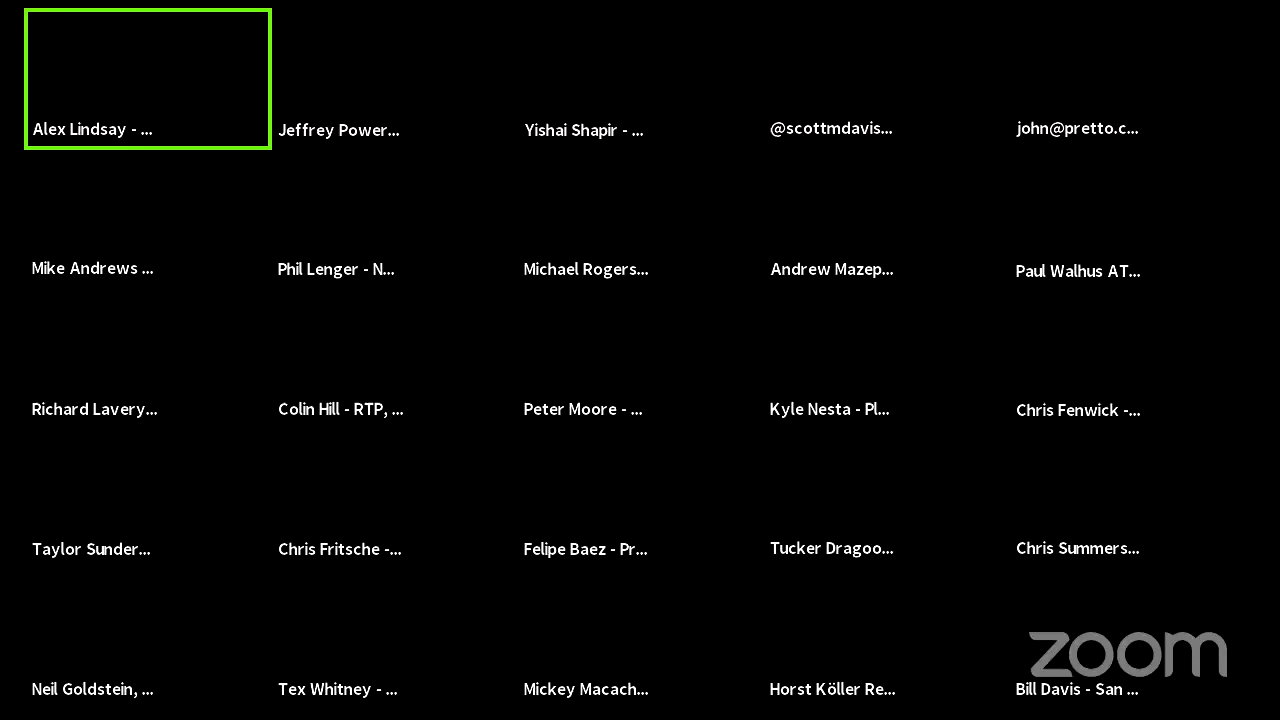 Alex Lindsay - ...
Jeffrey Power...
Yishai Shapir - ...
@scottmdavis...
john@pretto.c...
Mike Andrews ...
Phil Lenger - N...
Michael Rogers...
Andrew Mazep...
Paul Walhus AT...
Richard Lavery...
Colin Hill - RTP, ...
Peter Moore - ...
Kyle Nesta - Pl...
Chris Fenwick -...
Taylor Sunder...
Chris Fritsche -...
Felipe Baez - Pr...
Tucker Dragoo...
Chris Summers...
zoom
Neil Goldstein, ...
Tex Whitney - ...
Mickey Macach...
Horst Köller Re...
Bill Davis - San ...